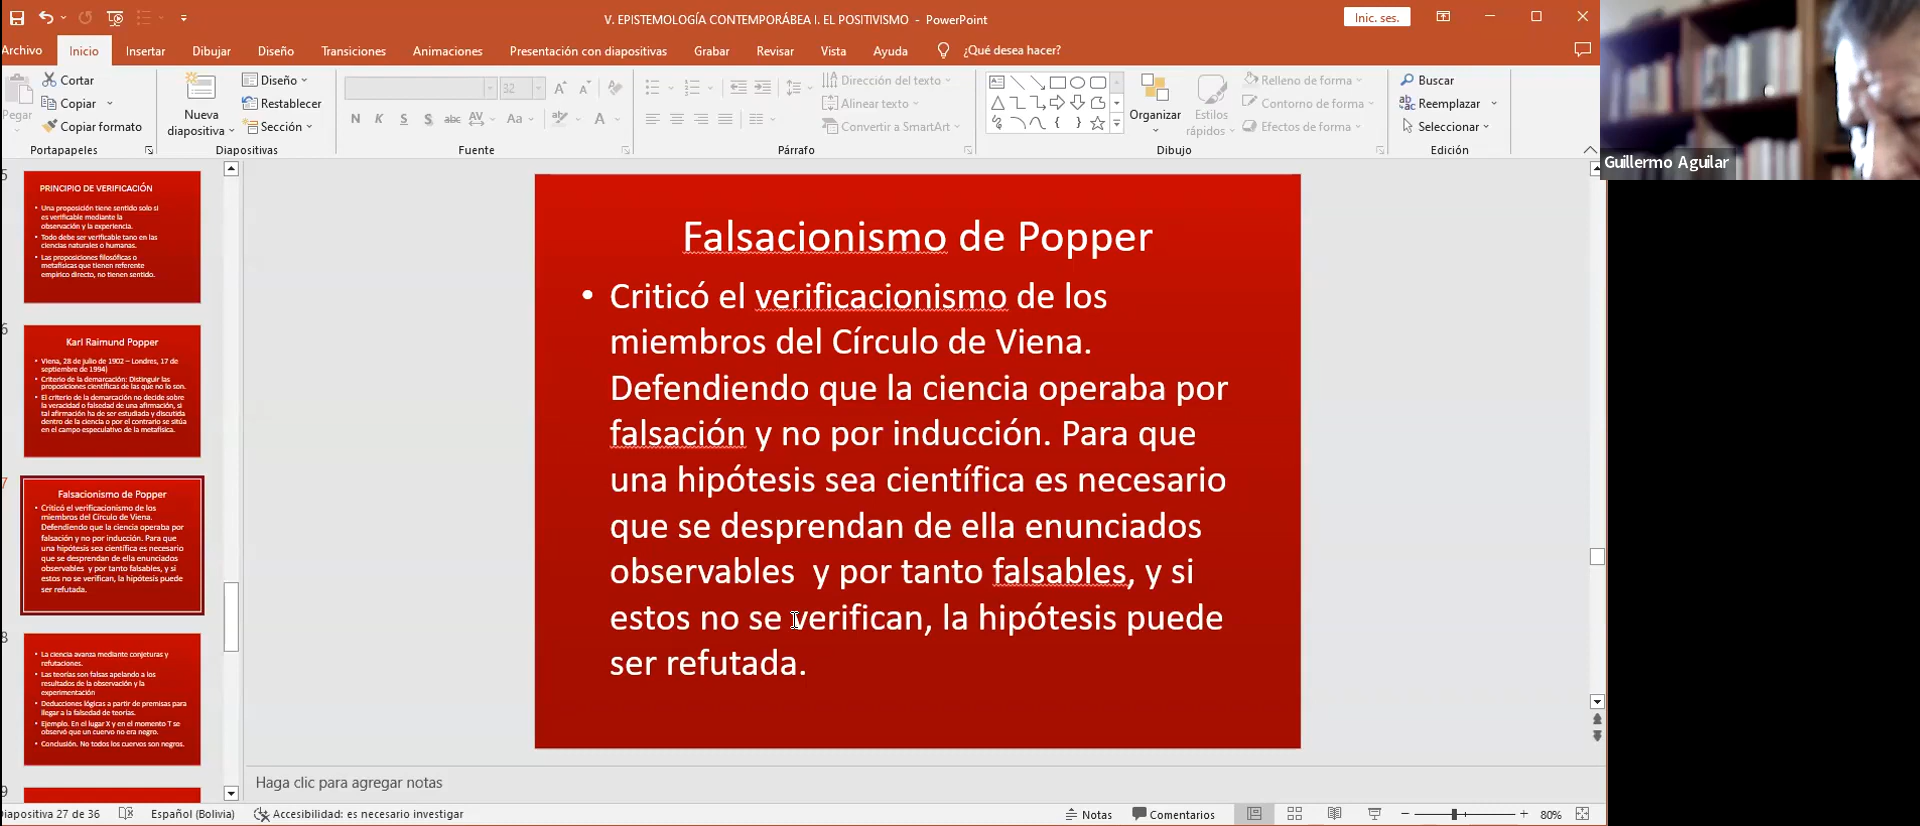 V. EPISTEMOLOGÍA CONTEMPORÁBEA I. EL POSITIVISMO - PowerPoint
Inic. ses.
Archivo Inicio Insertar Dibujar Diseño Transiciones Animaciones Presentación con diapositivas Grabar Revisar Vista Ayuda ¿Qué desea hacer?
Pegar
Cortar
Copiar
Copiar formato
Portapapeles
Nueva
diapositiva
Diseño
Restablecer
Sección
Diapositivas
32
N K S S abc AV Aa A
Fuente
Dirección del texto
Alinear texto
Convertir a SmartArt
Párrafo
Organizar
Estilos
rápidos
Relleno de forma
Contorno de forma
Efectos de forma
Dibujo
Buscar
Reemplazar
Seleccionar
Edición
Guillermo Aguilar
5
PRINCIPIO DE VERIFICACIÓN
• Una proposición tiene sentido solo si
es verificable mediante la
observación y la experiencia.
• Todo debe ser verificable tano en las
ciencias naturales o humanas.
• Las proposiciones filosóficas o
metafísicas que tienen referente
empírico directo, no tienen sentido.
6
Karl Raimund Popper
• Viena, 28 de julio de 1902 – Londres, 17 de
septiembre de 1994)
• Criterio de la demarcación: Distinguir las
proposiciones científicas de las que no lo son.
• El criterio de la demarcación no decide sobre
la veracidad o falsedad de una afirmación, si
tal afirmación ha de ser estudiada y discutida
dentro de la ciencia o por el contrario se sitúa
en el campo especulativo de la metafísica.
7
Falsacionismo de Popper
• Criticó el verificacionismo de los
miembros del Círculo de Viena.
Defendiendo que la ciencia operaba por
falsación y no por inducción. Para que
una hipótesis sea científica es necesario
que se desprendan de ella enunciados
observables y por tanto falsables, y si
estos no se verifican, la hipótesis puede
ser refutada.
8
• La ciencia avanza mediante conjeturas y
refutaciones.
• Las teorías son falsas apelando a los
resultados de la observación y la
experimentación
• Deducciones lógicas a partir de premisas para
llegar a la falsedad de teorías.
• Ejemplo. En el lugar X y en el momento T se
observó que un cuervo no era negro.
• Conclusión. No todos los cuervos son negros.
9
Falsacionismo de Popper
• Criticó el verificacionismo de los
miembros del Círculo de Viena.
Defendiendo que la ciencia operaba por
falsación y no por inducción. Para que
una hipótesis sea científica es necesario
que se desprendan de ella enunciados
observables y por tanto falsables, y si
estos no se verifican, la hipótesis puede
ser refutada.
Haga clic para agregar notas
Diapositiva 27 de 36 Español (Bolivia) Accesibilidad: es necesario investigar Notas Comentarios 80%